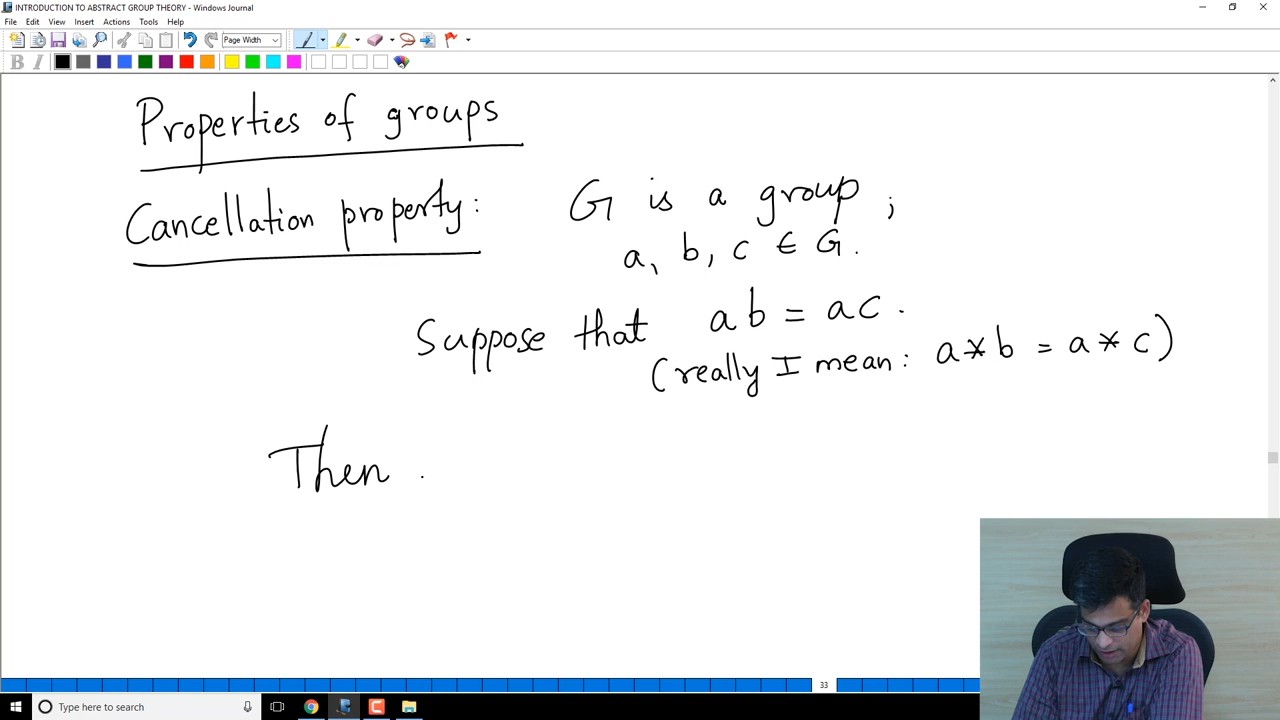 INTRODUCTION TO ABSTRACT GROUP THEORY - Windows Journal
File Edit View Insert Actions Tools Help
Page Width
B I
Properties of groups
Cancellation property: G is a group ;
a, b, c ∈ G.
Suppose that ab = ac.
(really I mean: a * b = a * c)
Then .
33
Type here to search